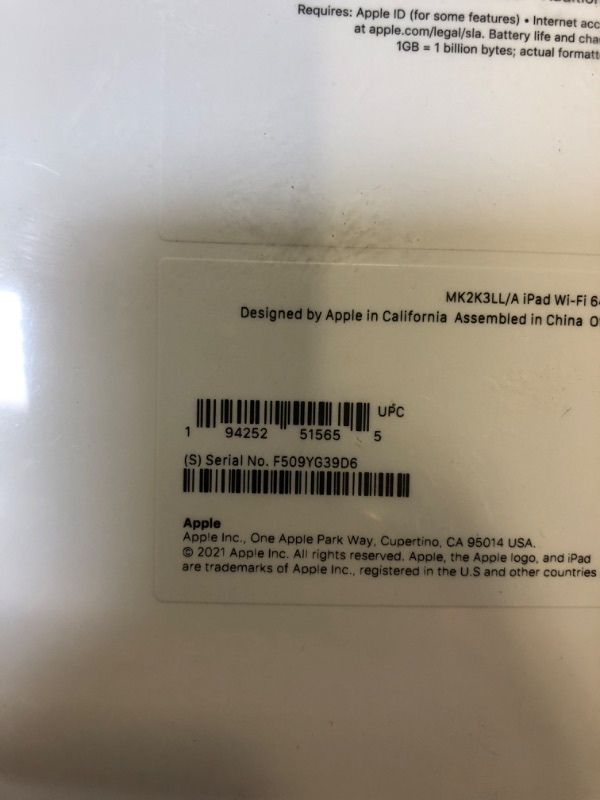 Requires: Apple ID (for some features) • Internet acc
at apple.com/legal/sla. Battery life and cha
1GB = 1 billion bytes; actual formatt
MK2K3LL/A iPad Wi-Fi 6
Designed by Apple in California Assembled in China O
UPC
1 94252 51565 5
(S) Serial No. F509YG39D6
Apple
Apple Inc., One Apple Park Way, Cupertino, CA 95014 USA.
© 2021 Apple Inc. All rights reserved. Apple, the Apple logo, and iPad
are trademarks of Apple Inc., registered in the U.S and other countries